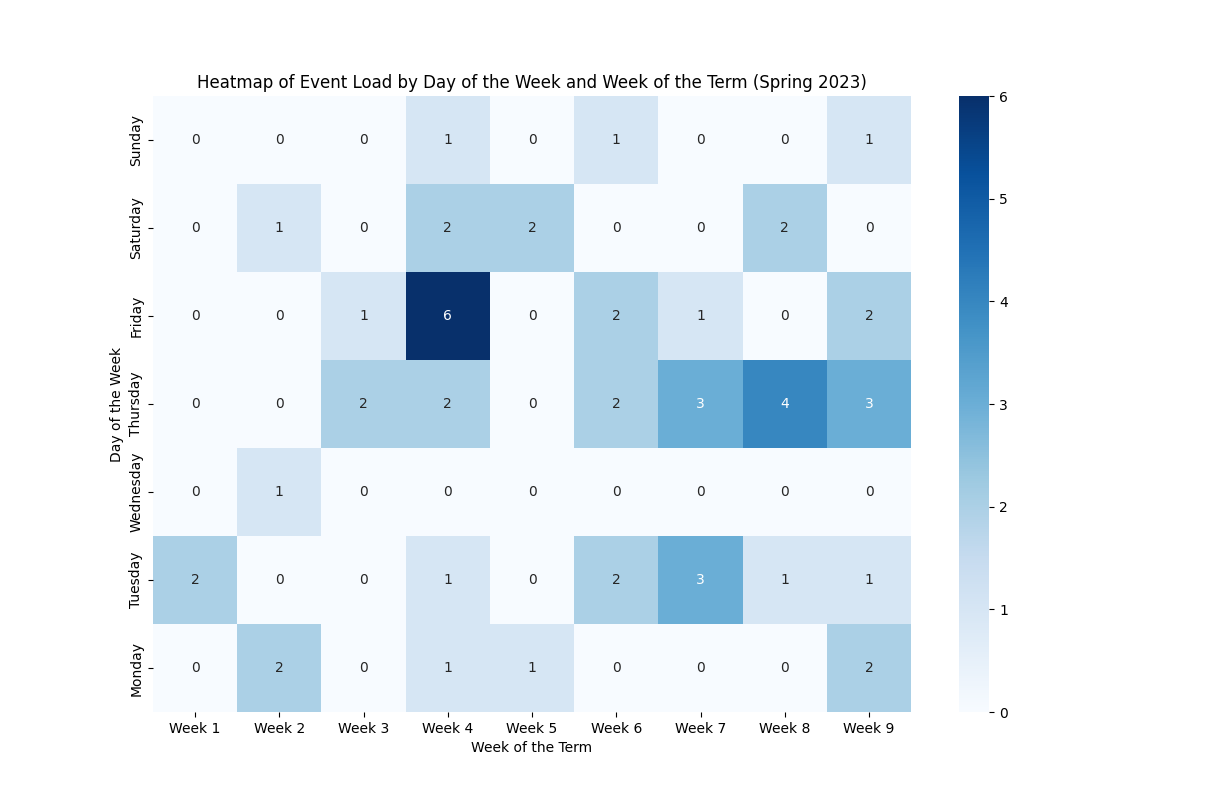 Heatmap of Event Load by Day of the Week and Week of the Term (Spring 2023)
Day of the Week
Sunday 0 0 0 1 0 1 0 0 1
Saturday 0 1 0 2 2 0 0 2 0
Friday 0 0 1 6 0 2 1 0 2
Thursday 0 0 2 2 0 2 3 4 3
Wednesday 0 1 0 0 0 0 0 0 0
Tuesday 2 0 0 1 0 2 3 1 1
Monday 0 2 0 1 1 0 0 0 2
Week 1 Week 2 Week 3 Week 4 Week 5 Week 6 Week 7 Week 8 Week 9
Week of the Term
6
5
4
3
2
1
0